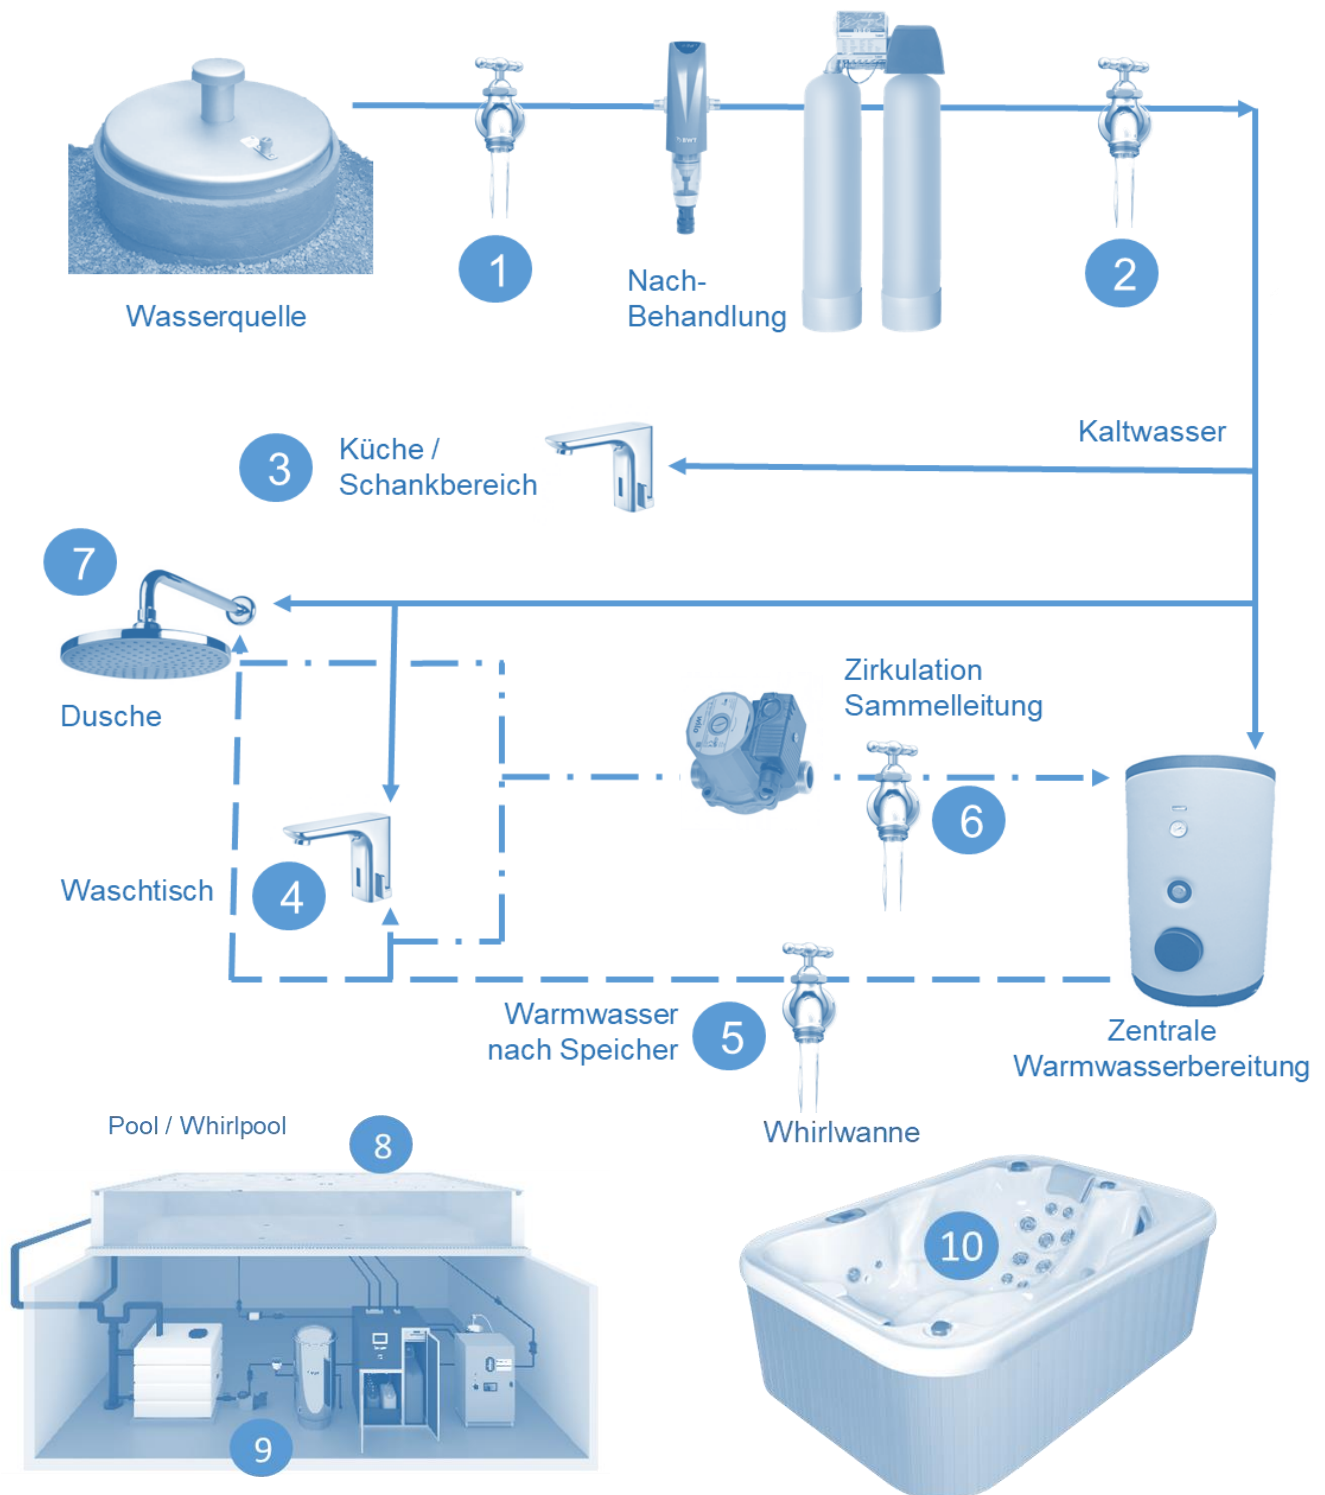 1
2
Nach-
Behandlung
Wasserquelle
Kaltwasser
3
Küche /
Schankbereich
7
Zirkulation
Sammelleitung
Dusche
wilo
6
Waschtisch
4
Warmwasser
nach Speicher
5
Zentrale
Warmwasserbereitung
Pool / Whirlpool
8
Whirlwanne
10
9